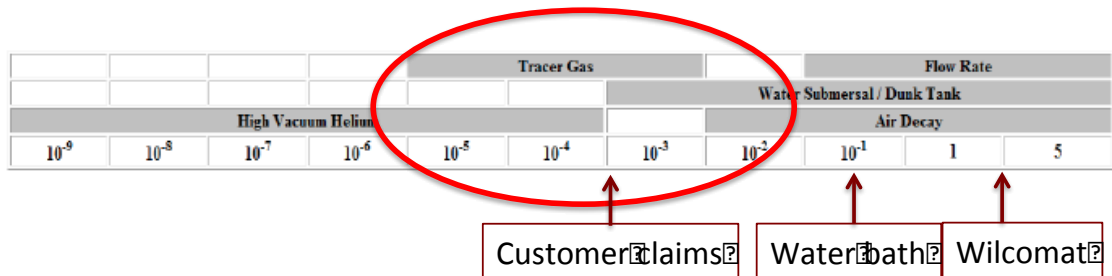 Tracer Gas Flow Rate
Water Submersal / Dunk Tank
High Vacuum Helium Air Decay
10⁻⁹ 10⁻⁸ 10⁻⁷ 10⁻⁶ 10⁻⁵ 10⁻⁴ 10⁻³ 10⁻² 10⁻¹ 1 5
Customer⍰claims⍰ Water⍰bath⍰ Wilcomat⍰